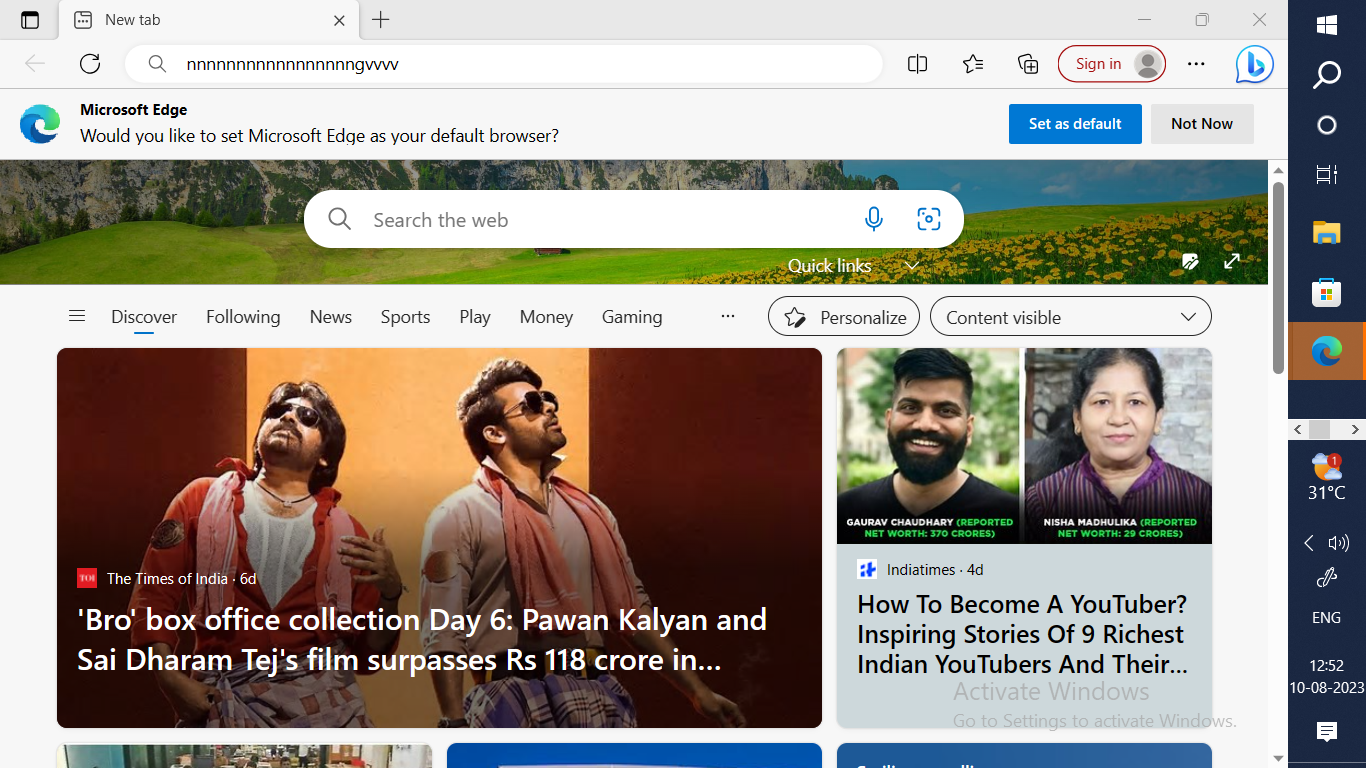 New tab
nnnnnnnnnnnnnnnnngvvvv
Sign in
Microsoft Edge
Would you like to set Microsoft Edge as your default browser?
Set as default
Not Now
Search the web
Quick links
Discover
Following
News
Sports
Play
Money
Gaming
Personalize
Content visible
TOI
The Times of India · 6d
'Bro' box office collection Day 6: Pawan Kalyan and
Sai Dharam Tej's film surpasses Rs 118 crore in...
GAURAV CHAUDHARY (REPORTED
NET WORTH: 370 CRORES)
NISHA MADHULIKA (REPORTED
NET WORTH: 29 CRORES)
Indiatimes · 4d
How To Become A YouTuber?
Inspiring Stories Of 9 Richest
Indian YouTubers And Their...
Activate Windows
Go to Settings to activate Windows.
1
31°C
ENG
12:52
10-08-2023